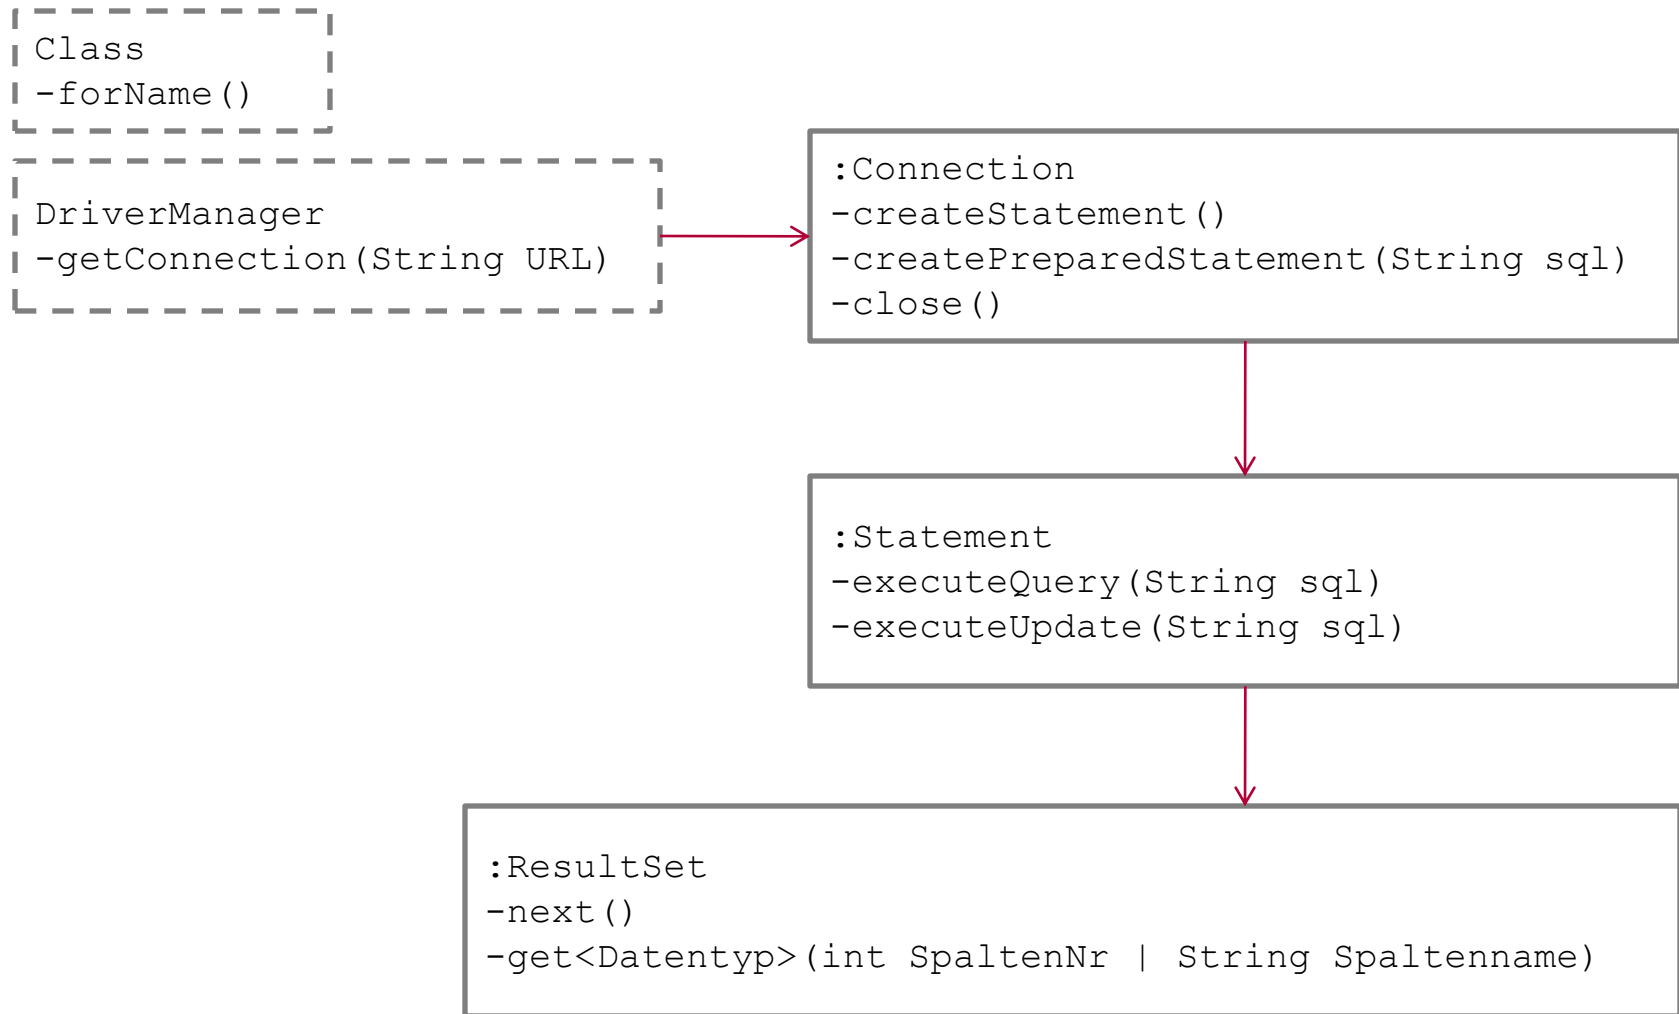 Class
-forName()
DriverManager
-getConnection(String URL)
:Connection
-createStatement()
-createPreparedStatement(String sql)
-close()
:Statement
-executeQuery(String sql)
-executeUpdate(String sql)
:ResultSet
-next()
-get<Datentyp>(int SpaltenNr | String Spaltenname)